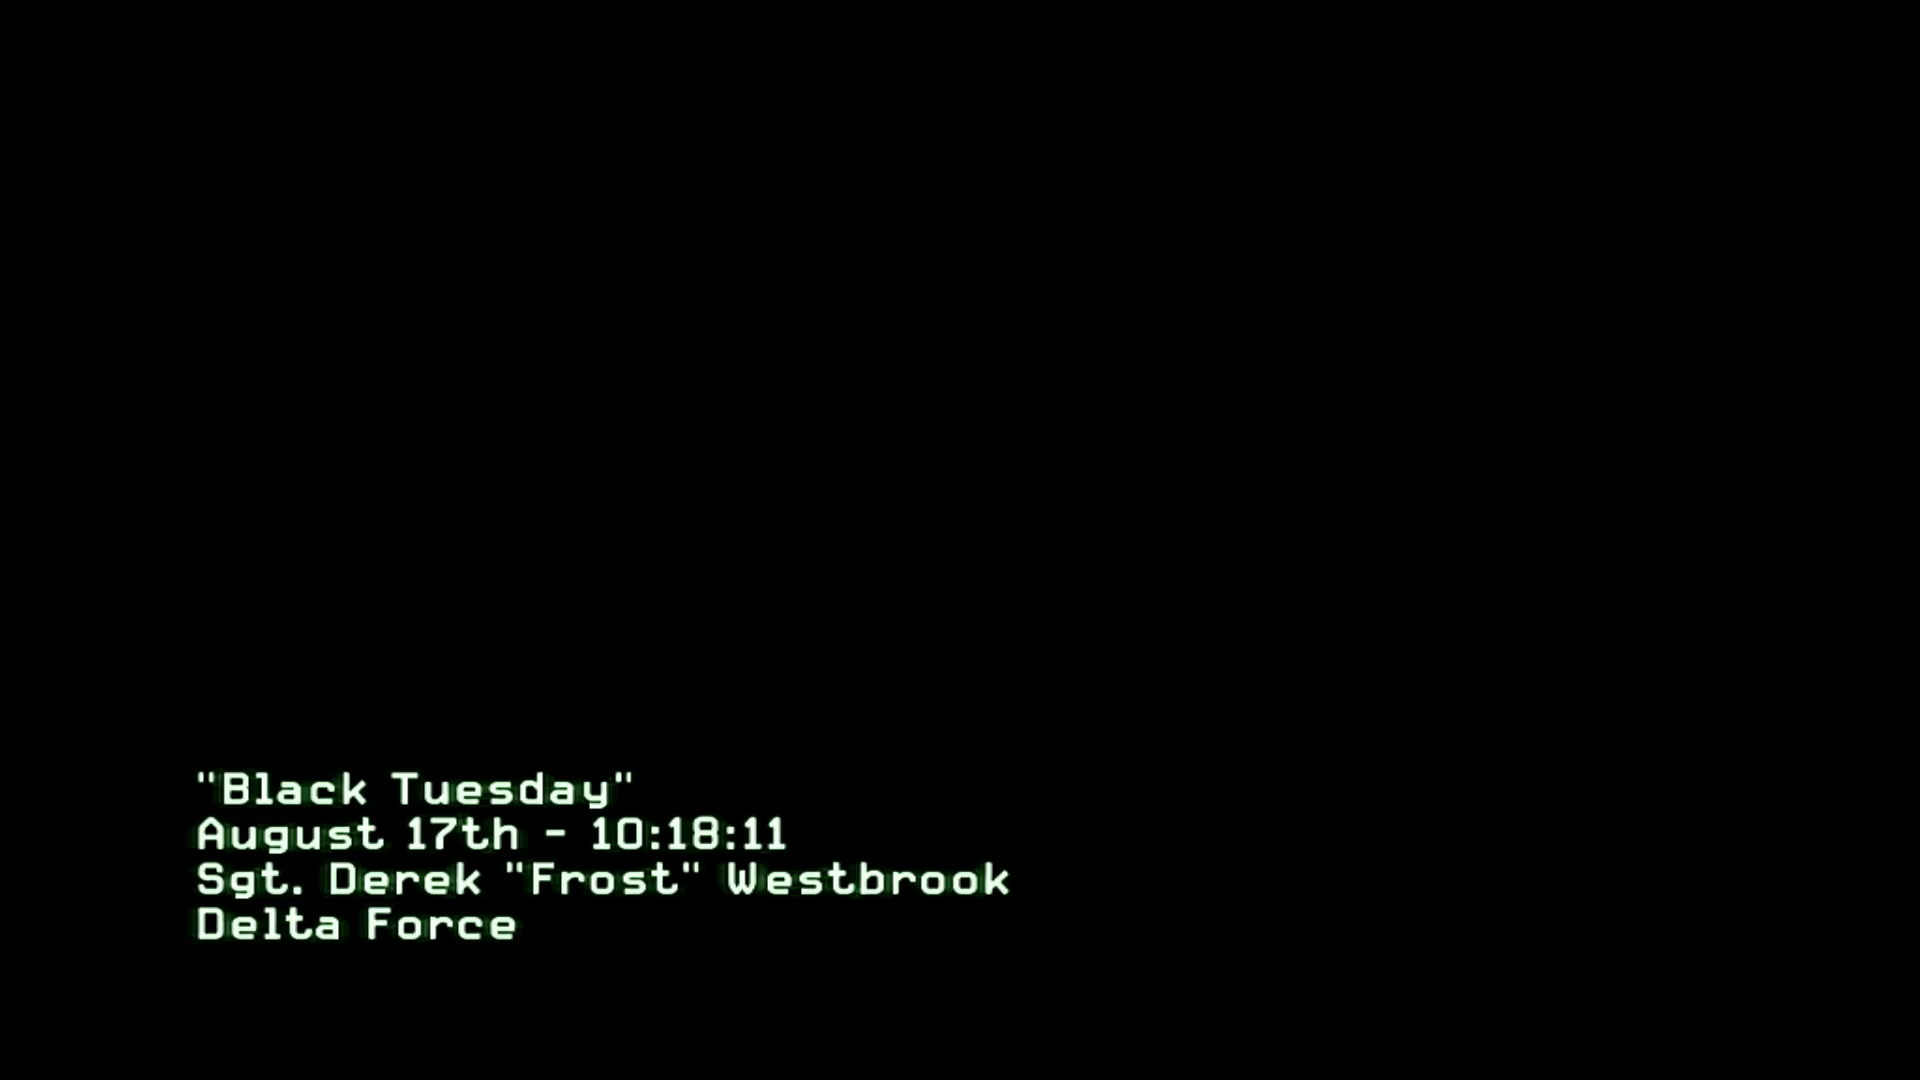 "Black Tuesday"
August 17th - 10:18:11
Sgt. Derek "Frost" Westbrook
Delta Force